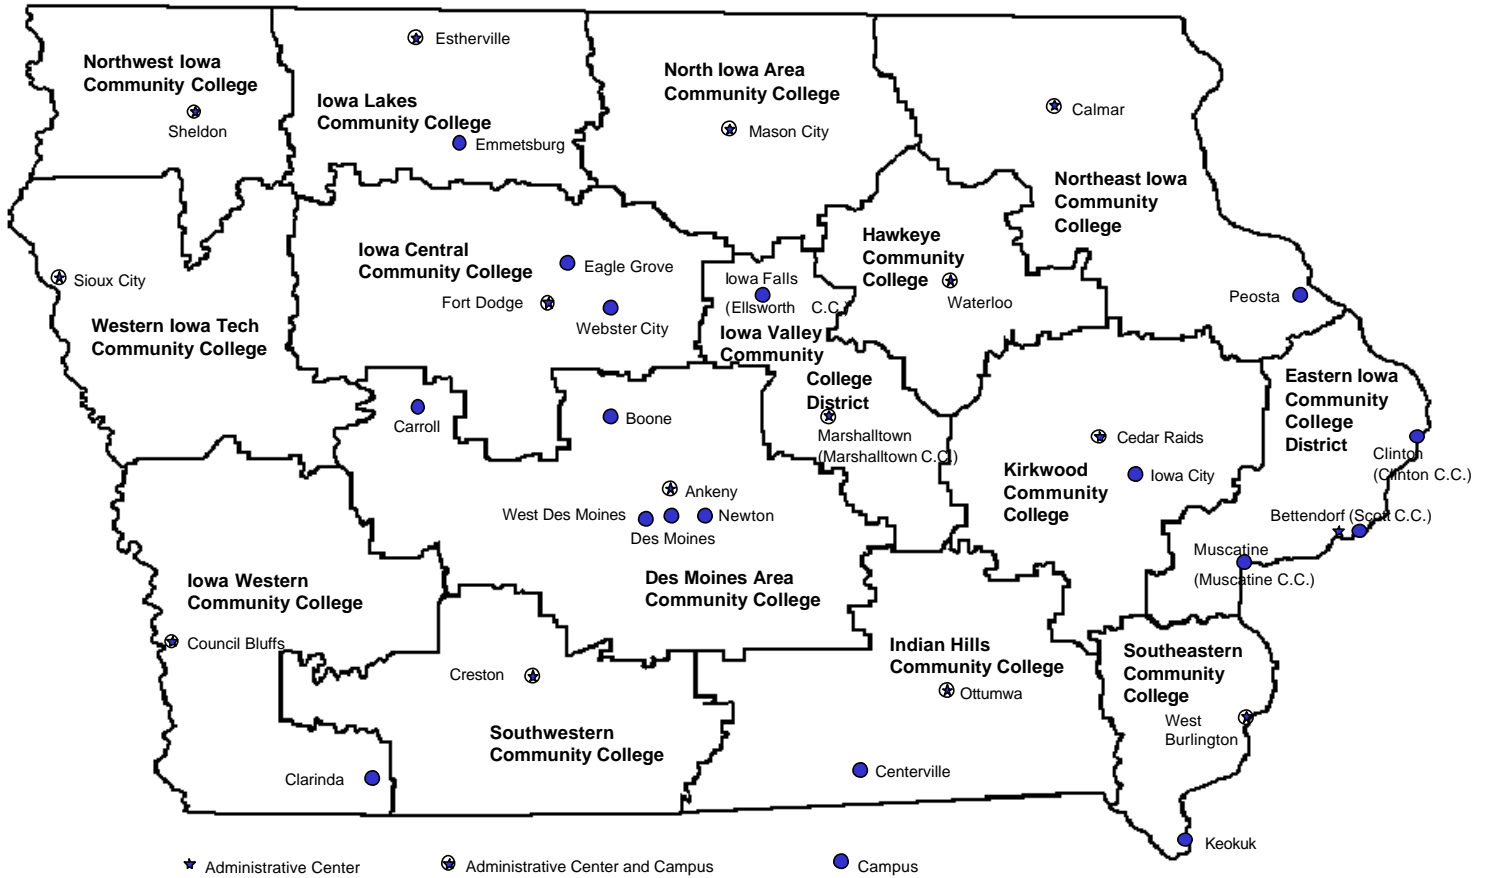 Estherville
Northwest Iowa
Community College
Sheldon
Iowa Lakes
Community College
Emmetsburg
North Iowa Area
Community College
Mason City
Calmar
Northeast Iowa
Community
College
Peosta
Sioux City
Western Iowa Tech
Community College
Iowa Central
Community College
Eagle Grove
Fort Dodge
Webster City
Iowa Falls
(Ellsworth C.C.)
Iowa Valley
Community
College
District
Marshalltown
(Marshalltown C.C.)
Hawkeye
Community
College
Waterloo
Carroll
Boone
Ankeny
West Des Moines
Newton
Des Moines
Des Moines Area
Community College
Cedar Raids
Iowa City
Kirkwood
Community
College
Eastern Iowa
Community
College
District
Clinton
(Clinton C.C.)
Bettendorf (Scott C.C.)
Muscatine
(Muscatine C.C.)
Iowa Western
Community College
Council Bluffs
Clarinda
Creston
Southwestern
Community College
Indian Hills
Community College
Ottumwa
Centerville
Southeastern
Community
College
West
Burlington
Keokuk
Administrative Center
Administrative Center and Campus
Campus